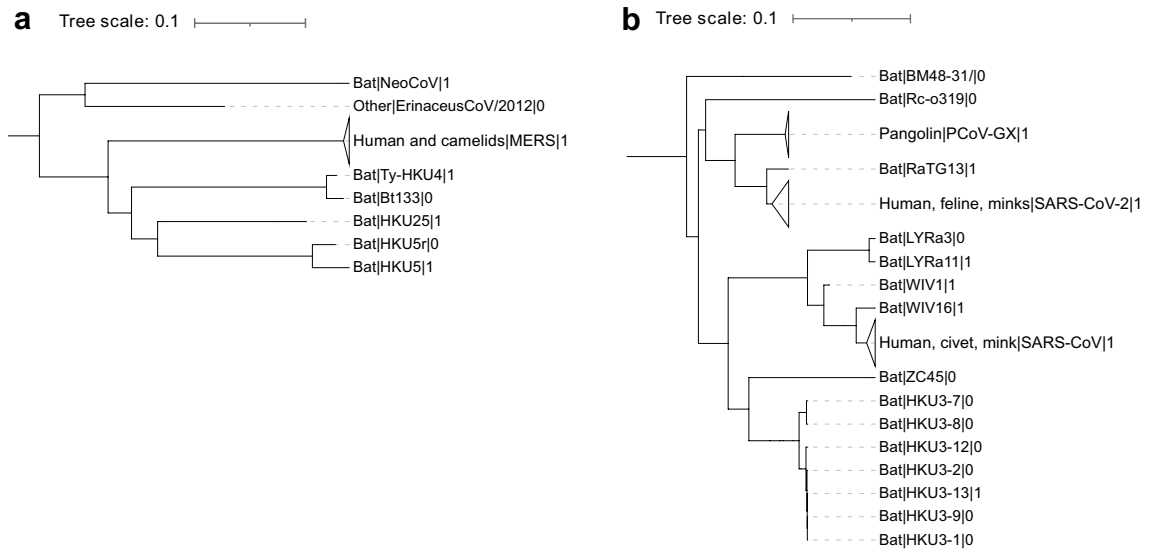 a
Tree scale: 0.1
Bat|NeoCoV|1
Other|ErinaceusCoV/2012|0
Human and camelids|MERS|1
Bat|Ty-HKU4|1
Bat|Bt133|0
Bat|HKU25|1
Bat|HKU5r|0
Bat|HKU5|1
b
Tree scale: 0.1
Bat|BM48-31/|0
Bat|Rc-o319|0
Pangolin|PCoV-GX|1
Bat|RaTG13|1
Human, feline, minks|SARS-CoV-2|1
Bat|LYRa3|0
Bat|LYRa11|1
Bat|WIV1|1
Bat|WIV16|1
Human, civet, mink|SARS-CoV|1
Bat|ZC45|0
Bat|HKU3-7|0
Bat|HKU3-8|0
Bat|HKU3-12|0
Bat|HKU3-2|0
Bat|HKU3-13|1
Bat|HKU3-9|0
Bat|HKU3-1|0